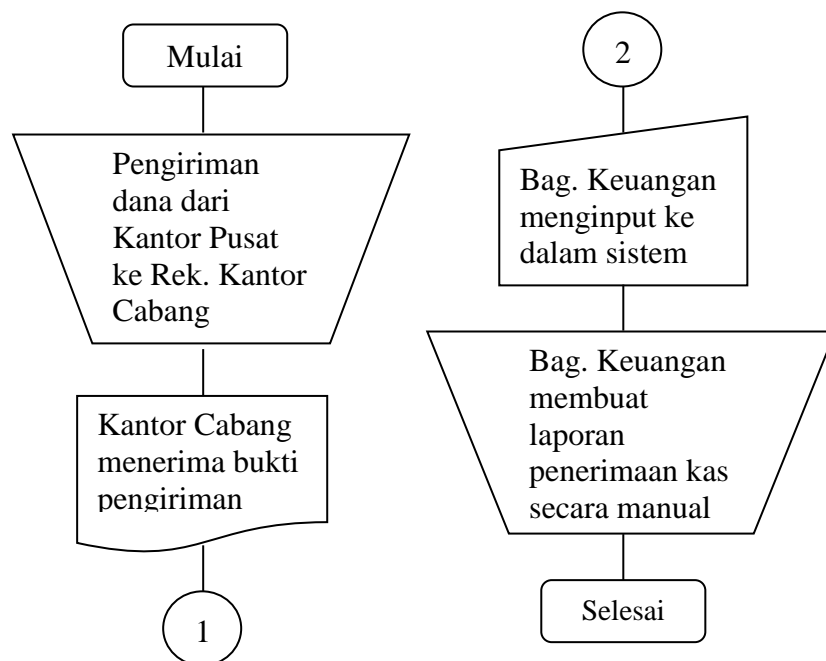 Mulai
Pengiriman
dana dari
Kantor Pusat
ke Rek. Kantor
Cabang
Kantor Cabang
menerima bukti
pengiriman
1
2
Bag. Keuangan
menginput ke
dalam sistem
Bag. Keuangan
membuat
laporan
penerimaan kas
secara manual
Selesai